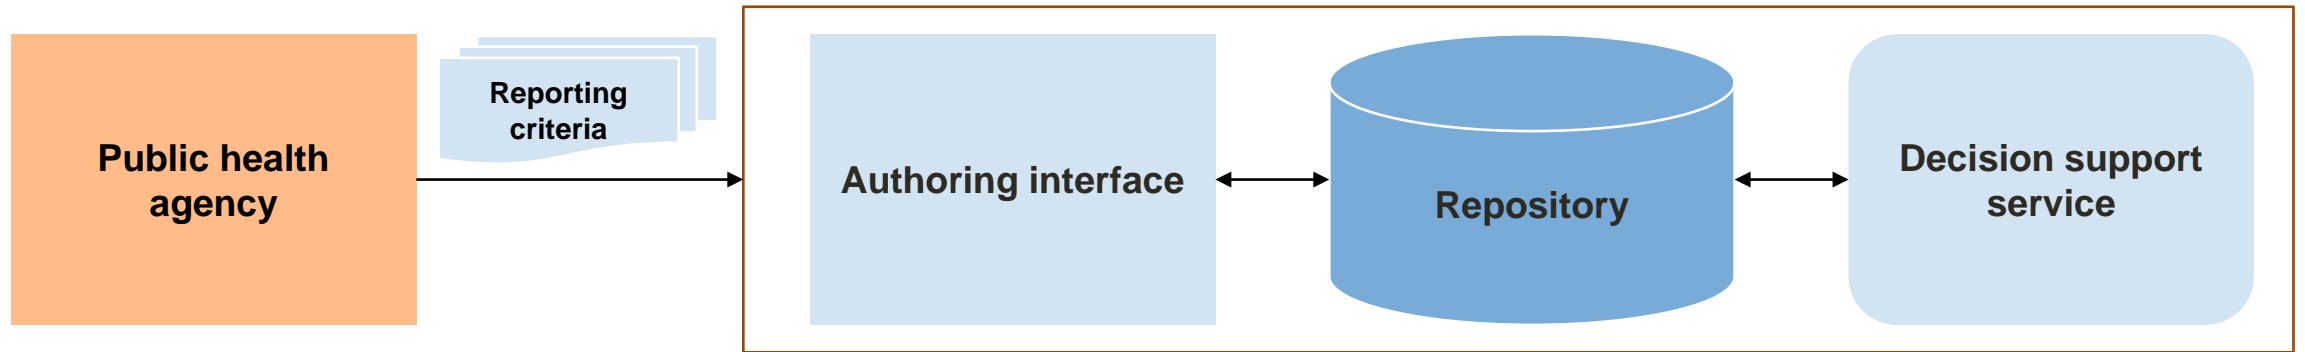 Public health
agency
Reporting
criteria
Authoring interface
Repository
Decision support
service